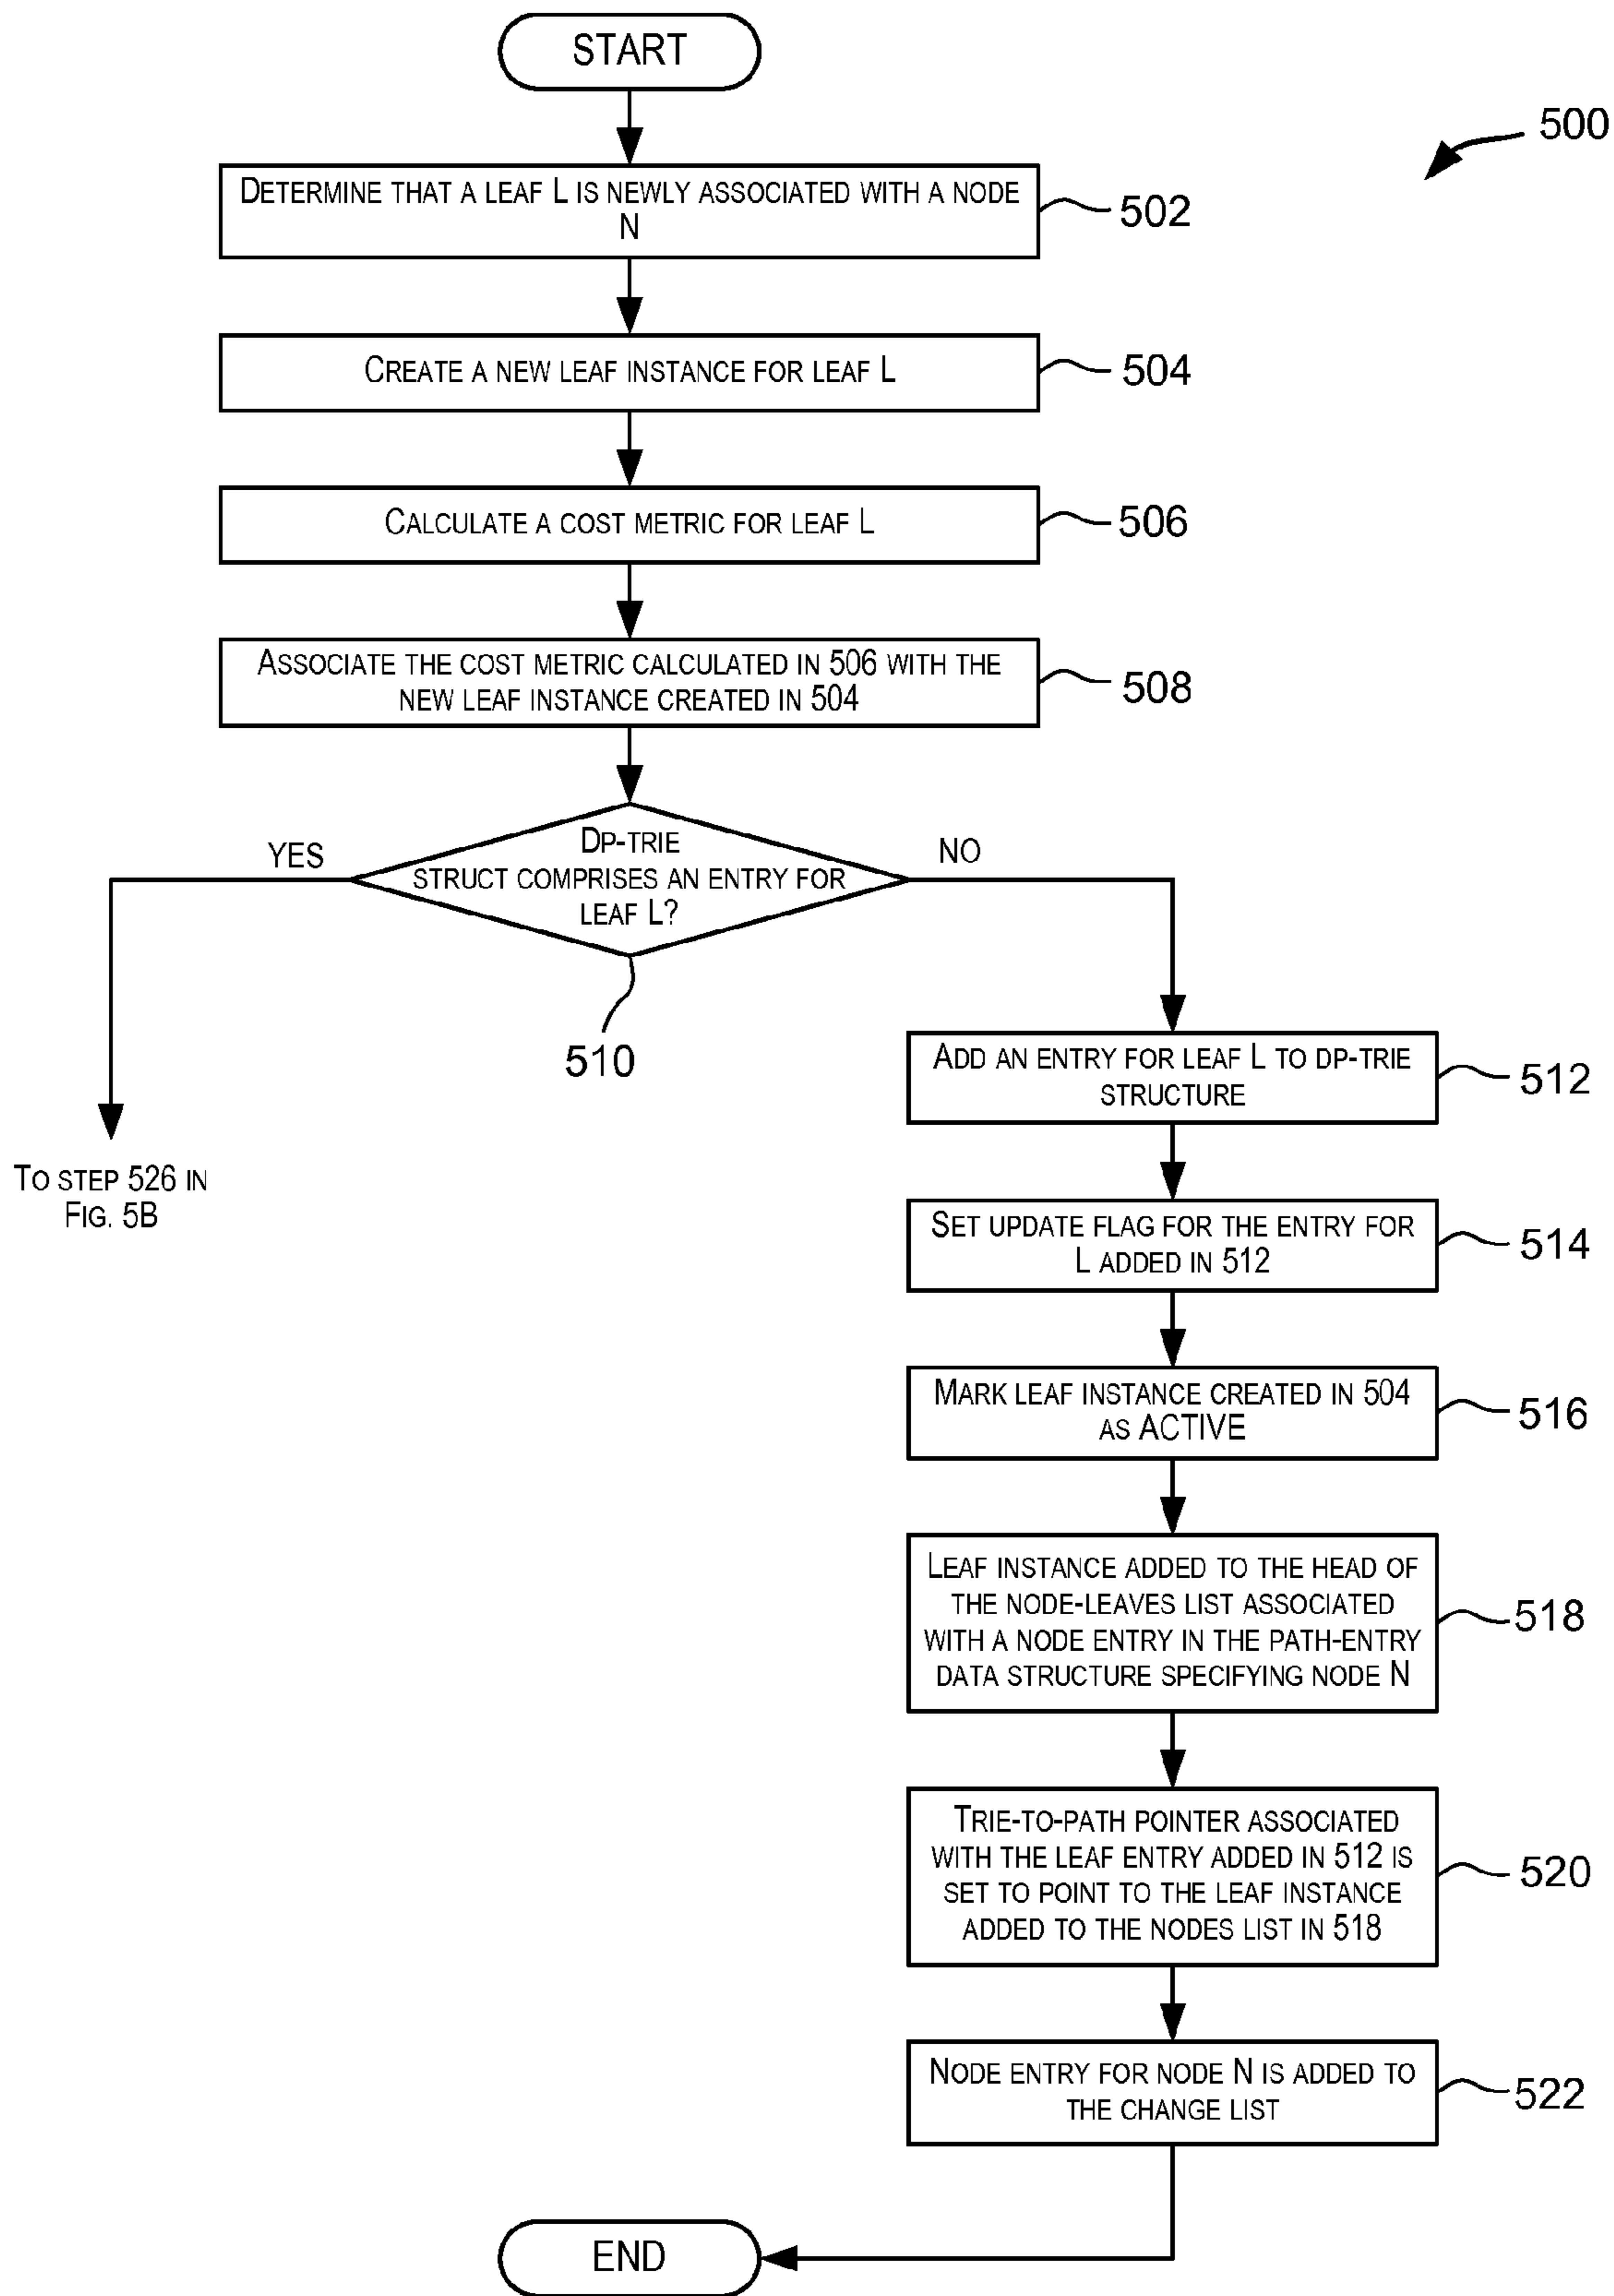 START
500
DETERMINE THAT A LEAF L IS NEWLY ASSOCIATED WITH A NODE
N
502
CREATE A NEW LEAF INSTANCE FOR LEAF L
504
CALCULATE A COST METRIC FOR LEAF L
506
ASSOCIATE THE COST METRIC CALCULATED IN 506 WITH THE
NEW LEAF INSTANCE CREATED IN 504
508
YES
DP-TRIE
STRUCT COMPRISES AN ENTRY FOR
LEAF L?
NO
510
ADD AN ENTRY FOR LEAF L TO DP-TRIE
STRUCTURE
512
TO STEP 526 IN
FIG. 5B
SET UPDATE FLAG FOR THE ENTRY FOR
L ADDED IN 512
514
MARK LEAF INSTANCE CREATED IN 504
AS ACTIVE
516
LEAF INSTANCE ADDED TO THE HEAD OF
THE NODE-LEAVES LIST ASSOCIATED
WITH A NODE ENTRY IN THE PATH-ENTRY
DATA STRUCTURE SPECIFYING NODE N
518
TRIE-TO-PATH POINTER ASSOCIATED
WITH THE LEAF ENTRY ADDED IN 512 IS
SET TO POINT TO THE LEAF INSTANCE
ADDED TO THE NODES LIST IN 518
520
NODE ENTRY FOR NODE N IS ADDED TO
THE CHANGE LIST
522
END